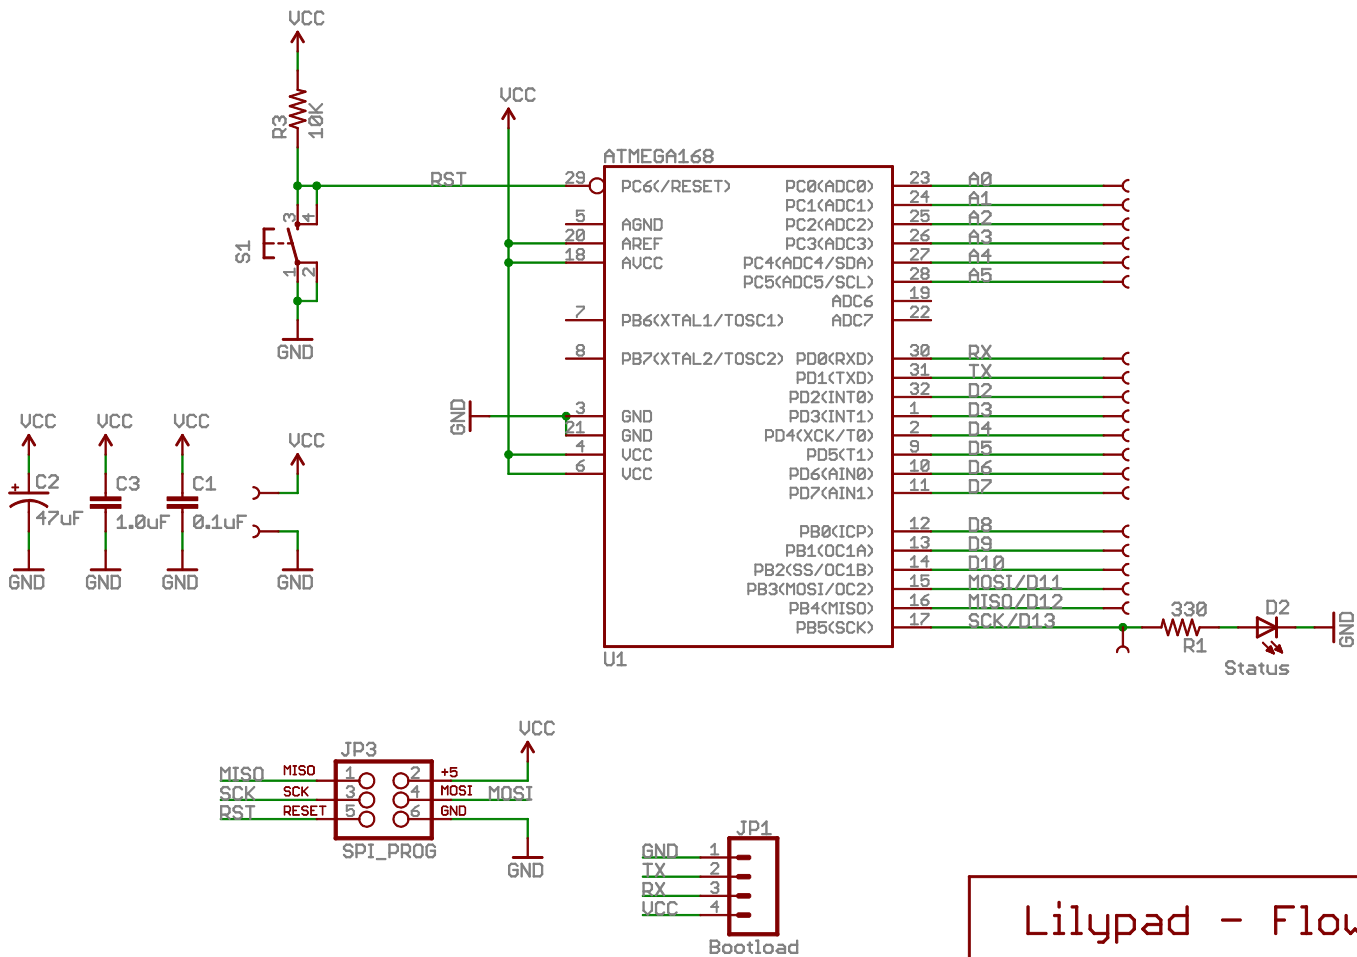 VCC
R3
10K
RST
3
4
S1
1
2
GND
VCC
ATMEGA168
29 PC6(/RESET)
5 AGND
20 AREF
18 AVCC
7 PB6(XTAL1/TOSC1)
8 PB7(XTAL2/TOSC2)
GND
3 GND
21 GND
4 VCC
6 VCC
PC0(ADC0) 23 A0
PC1(ADC1) 24 A1
PC2(ADC2) 25 A2
PC3(ADC3) 26 A3
PC4(ADC4/SDA) 27 A4
PC5(ADC5/SCL) 28 A5
ADC6 19
ADC7 22
PD0(RXD) 30 RX
PD1(TXD) 31 TX
PD2(INT0) 32 D2
PD3(INT1) 1 D3
PD4(XCK/T0) 2 D4
PD5(T1) 9 D5
PD6(AIN0) 10 D6
PD7(AIN1) 11 D7
PB0(ICP) 12 D8
PB1(OC1A) 13 D9
PB2(SS/OC1B) 14 D10
PB3(MOSI/OC2) 15 MOSI/D11
PB4(MISO) 16 MISO/D12
PB5(SCK) 17 SCK/D13
U1
330
R1
D2
Status
GND
VCC
+
C2
47uF
GND
VCC
C3
1.0uF
GND
VCC
C1
0.1uF
GND
VCC
GND
JP3
VCC
MISO MISO 1 2 +5
SCK SCK 3 4 MOSI MOSI
RST RESET 5 6 GND
SPI_PROG
GND
JP1
GND 1
TX 2
RX 3
VCC 4
Bootload
Lilypad - Flow